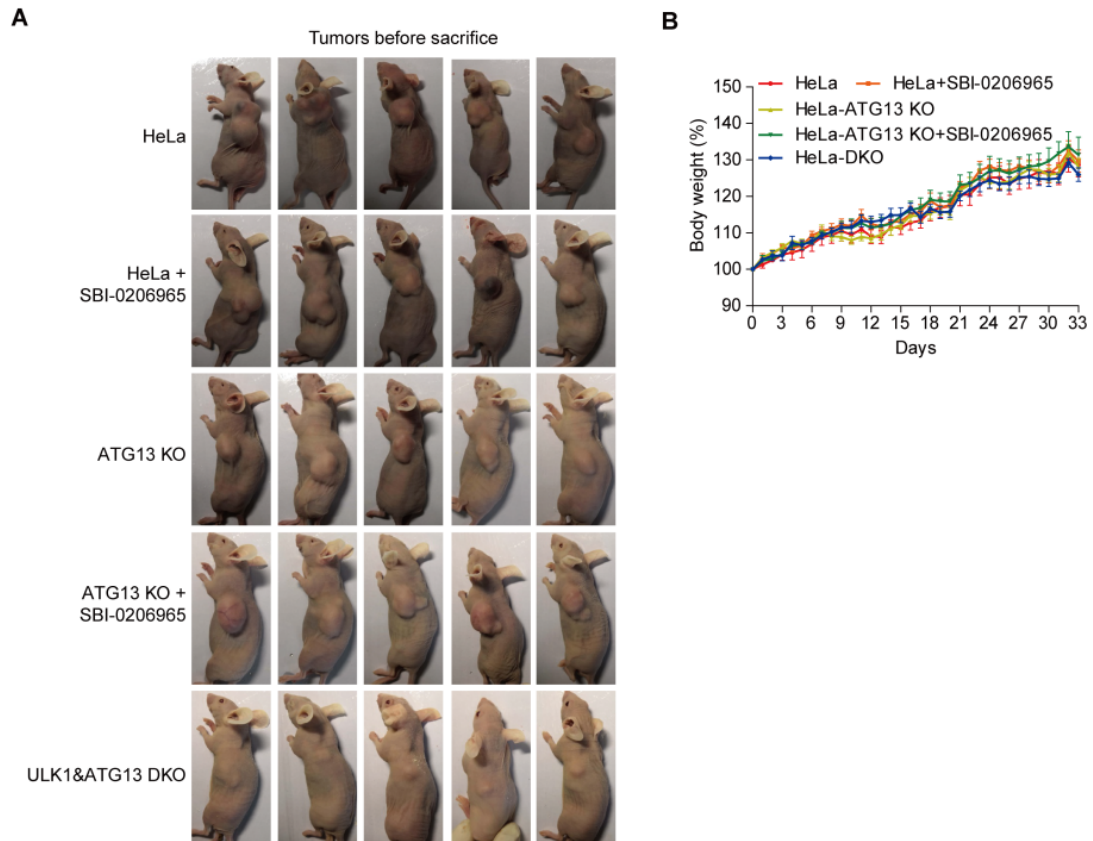 A
Tumors before sacrifice
HeLa
HeLa +
SBI-0206965
ATG13 KO
ATG13 KO +
SBI-0206965
ULK1&ATG13 DKO
B
HeLa HeLa+SBI-0206965
HeLa-ATG13 KO
HeLa-ATG13 KO+SBI-0206965
HeLa-DKO
Body weight (%)
150
140
130
120
110
100
90
0 3 6 9 12 15 18 21 24 27 30 33
Days